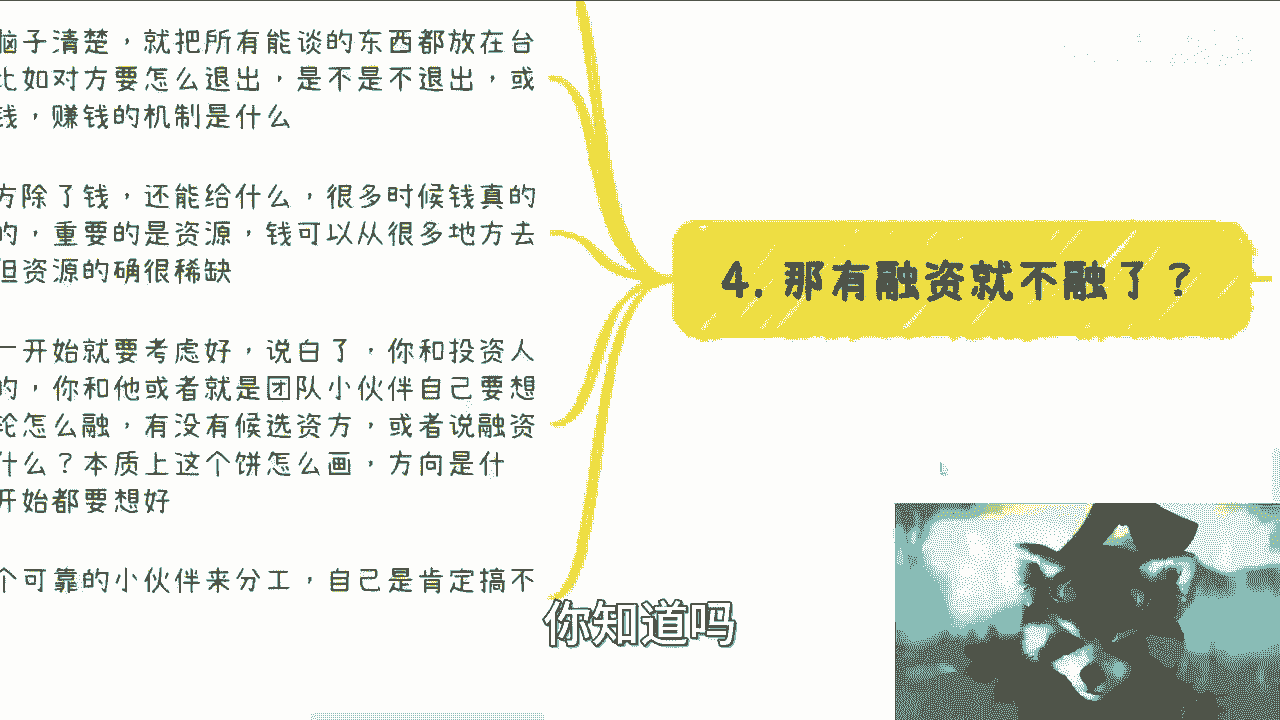 脑子清楚，就把所有能谈的东西都放在台
比如对方要怎么退出，是不是不退出，或
钱，赚钱的机制是什么
方除了钱，还能给什么，很多时候钱真的
的，重要的是资源，钱可以从很多地方去
但资源的确很稀缺
一开始就要考虑好，说白了，你和投资人
的，你和他或者就是团队小伙伴自己要想
轮怎么融，有没有候选资方，或者说融资
什么？本质上这个饼怎么画，方向是什
开始都要想好
个可靠的小伙伴来分工，自己是肯定搞不
4. 那有融资就不融了？
你知道吗